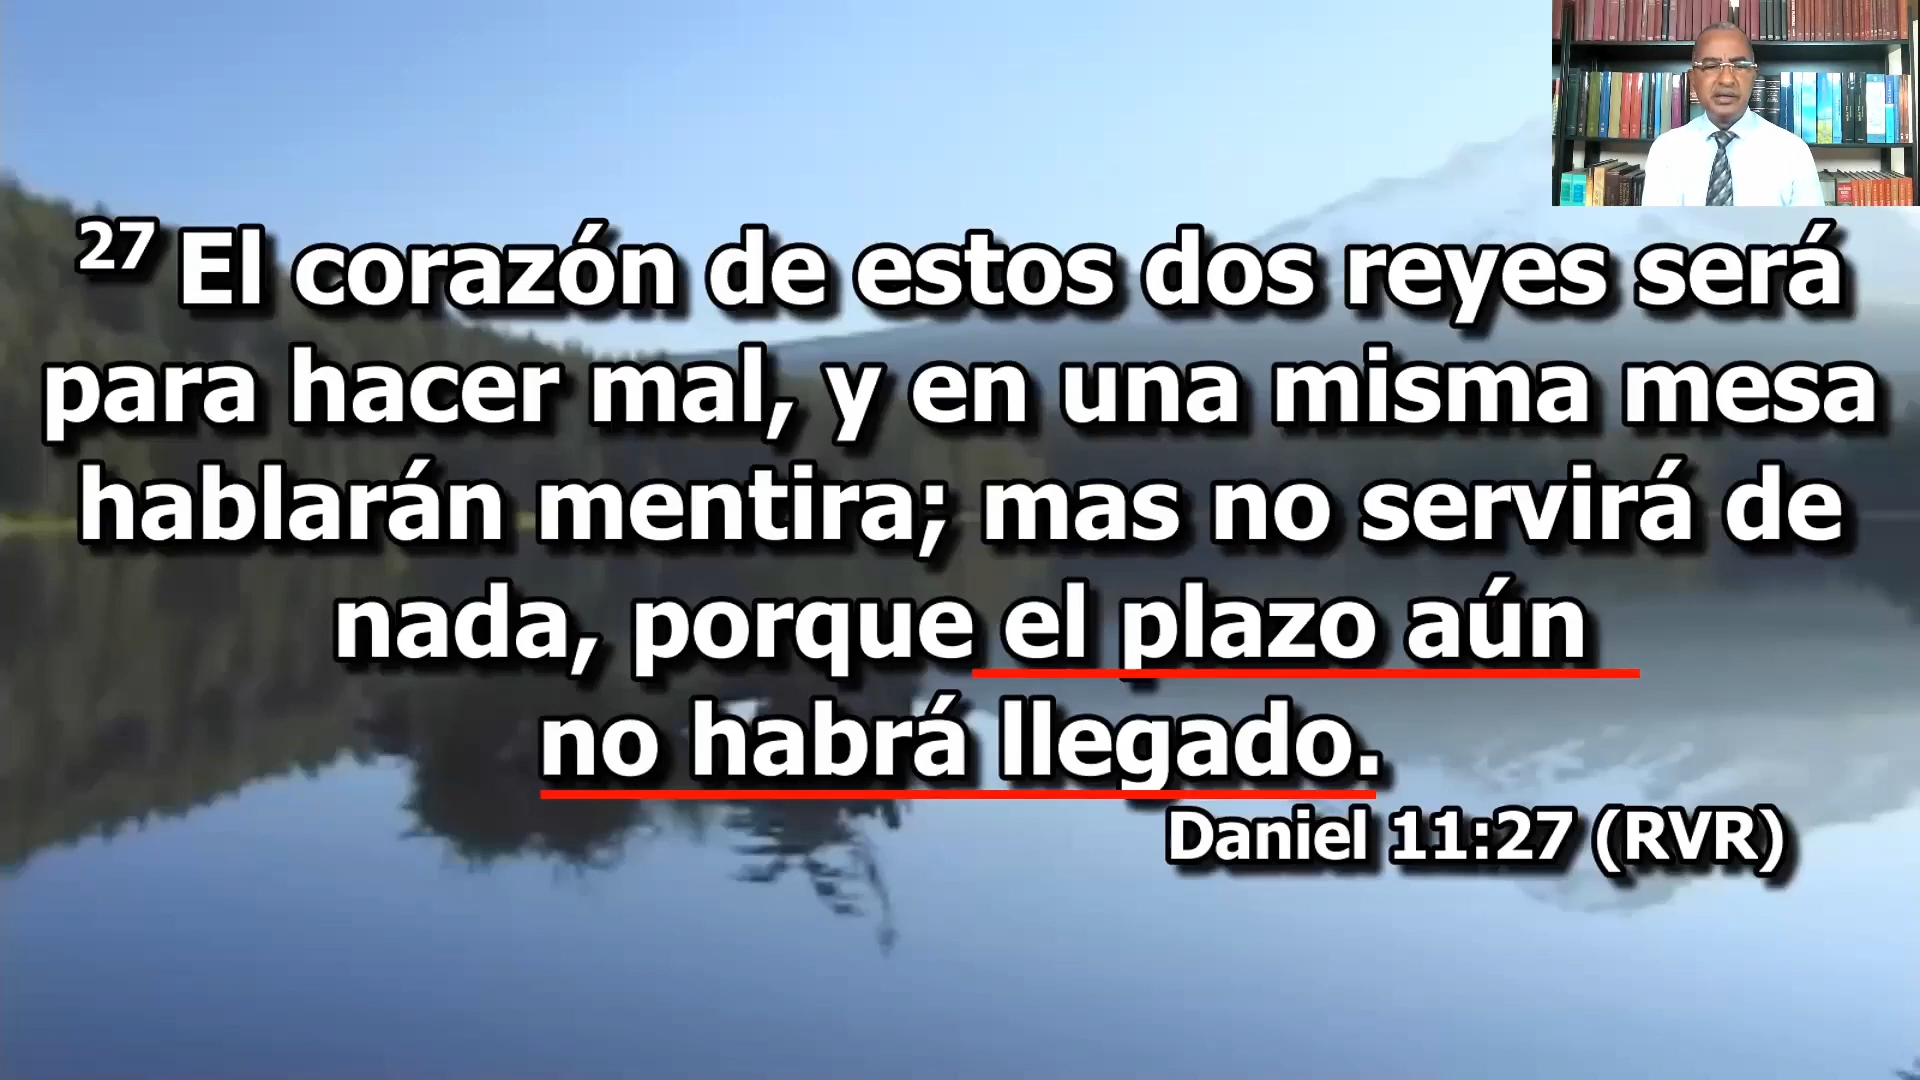 27 El corazón de estos dos reyes será
para hacer mal, y en una misma mesa
hablarán mentira; mas no servirá de
nada, porque el plazo aún
no habrá llegado.
Daniel 11:27 (RVR)